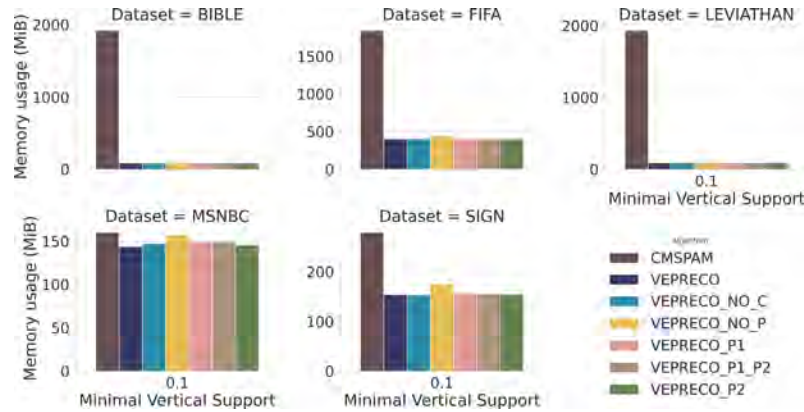 Dataset = BIBLE
Dataset = FIFA
Dataset = LEVIATHAN
Memory usage (MiB)
2000
1000
0
1500
1000
500
0
2000
1000
0
0.1
Minimal Vertical Support
Dataset = MSNBC
Dataset = SIGN
Memory usage (MiB)
150
100
50
0
0.1
Minimal Vertical Support
200
100
0
0.1
Minimal Vertical Support
algorithm
CMSPAM
VEPRECO
VEPRECO_NO_C
VEPRECO_NO_P
VEPRECO_P1
VEPRECO_P1_P2
VEPRECO_P2